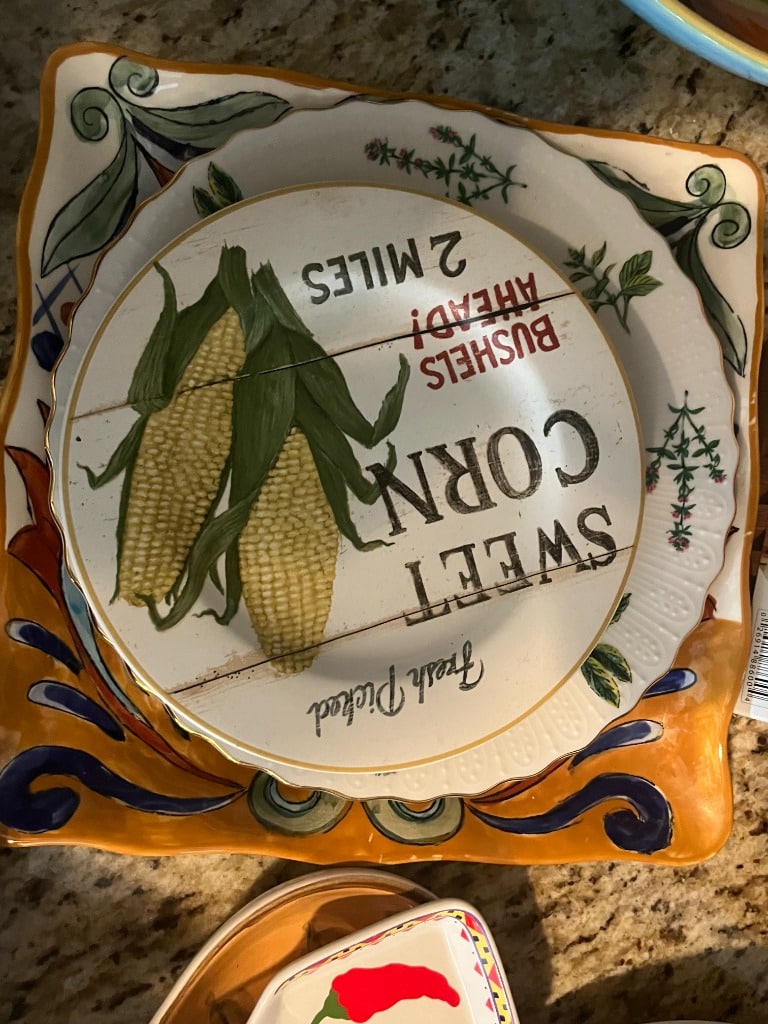 Fresh Picked
SWEET
CORN
BUSHELS
AHEAD!
2 MILES